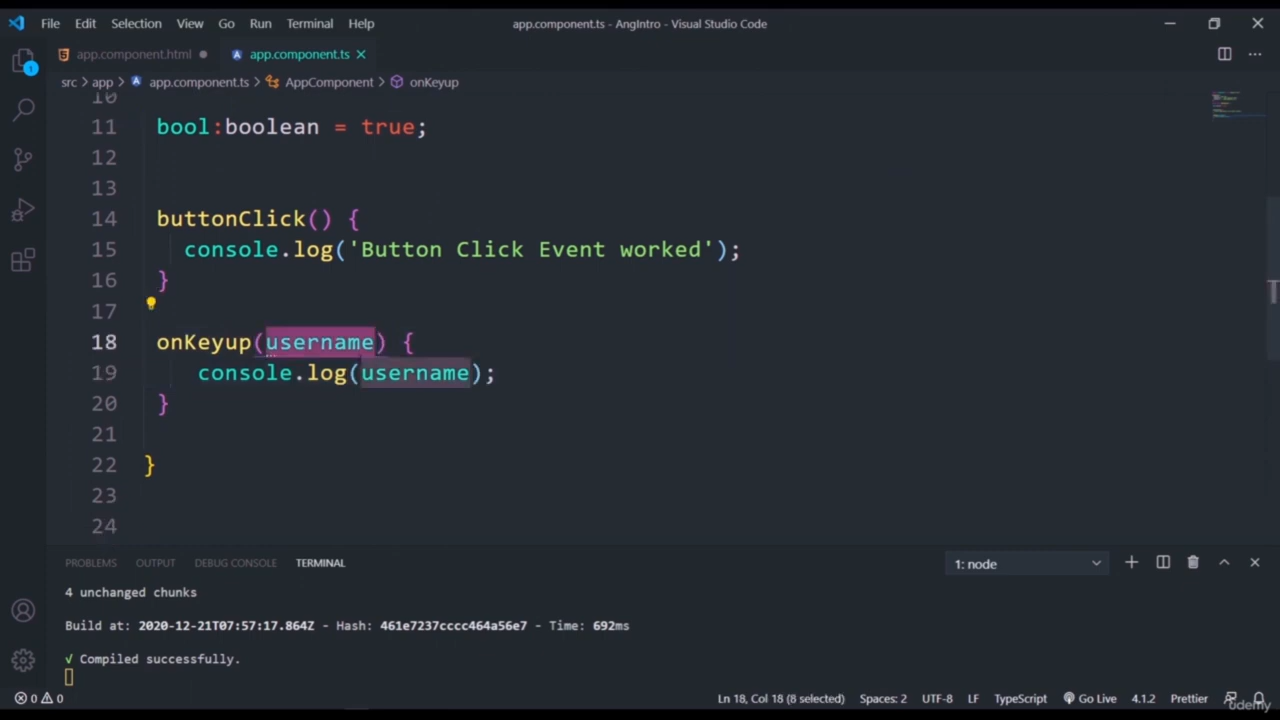 File Edit Selection View Go Run Terminal Help app.component.ts - AngIntro - Visual Studio Code
app.component.html app.component.ts
1
src > app > app.component.ts > AppComponent > onKeyup
10
11 bool:boolean = true;
12
13
14 buttonClick() {
15 console.log('Button Click Event worked');
16 }
17
18 onKeyup(username) {
19 console.log(username);
20 }
21
22 }
23
24
PROBLEMS OUTPUT DEBUG CONSOLE TERMINAL 1: node
4 unchanged chunks
Build at: 2020-12-21T07:57:17.864Z - Hash: 461e7237cccc464a56e7 - Time: 692ms
√ Compiled successfully.
0 0 Ln 18, Col 18 (8 selected) Spaces: 2 UTF-8 LF TypeScript Go Live 4.1.2 Prettier
udemy